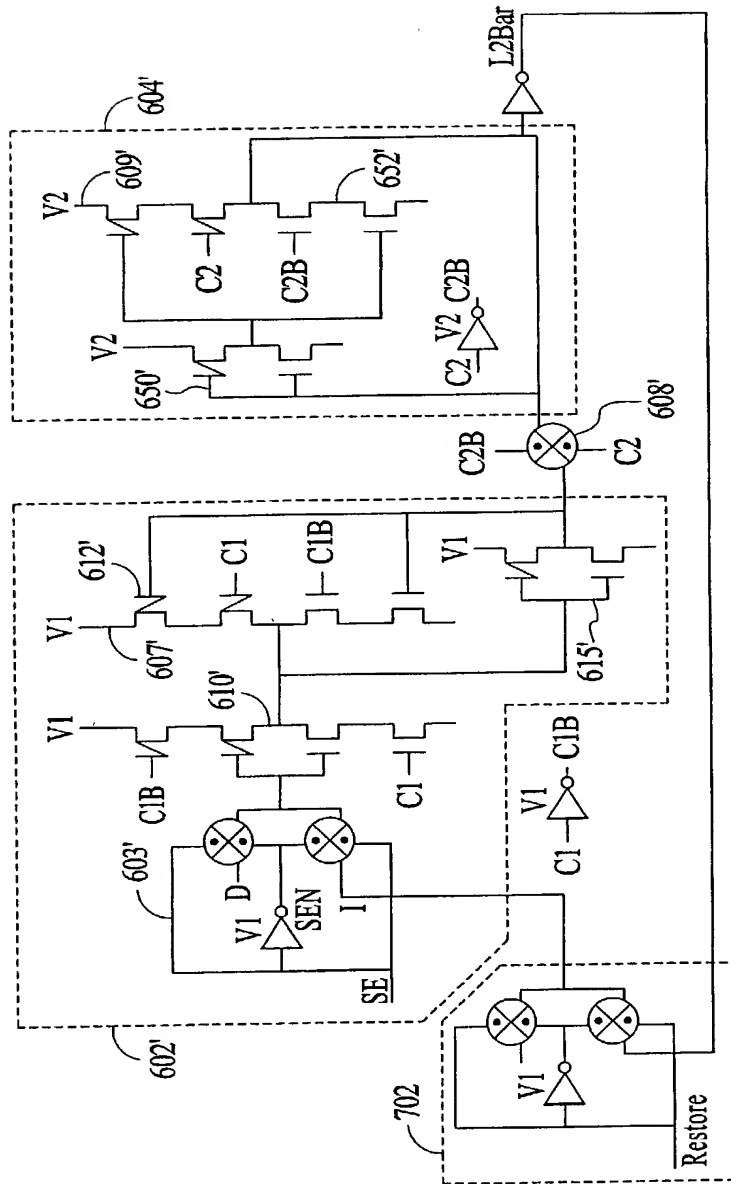 604'
V2
609'
V2
C2
C2B
652'
650'
V2
C2
C2B
L2Bar
C2B
608'
C2
V1
612'
607'
C1
C1B
V1
615'
V1
610'
C1B
C1
603'
D
V1
SEN
I
SE
602'
V1
C1
C1B
702
V1
Restore